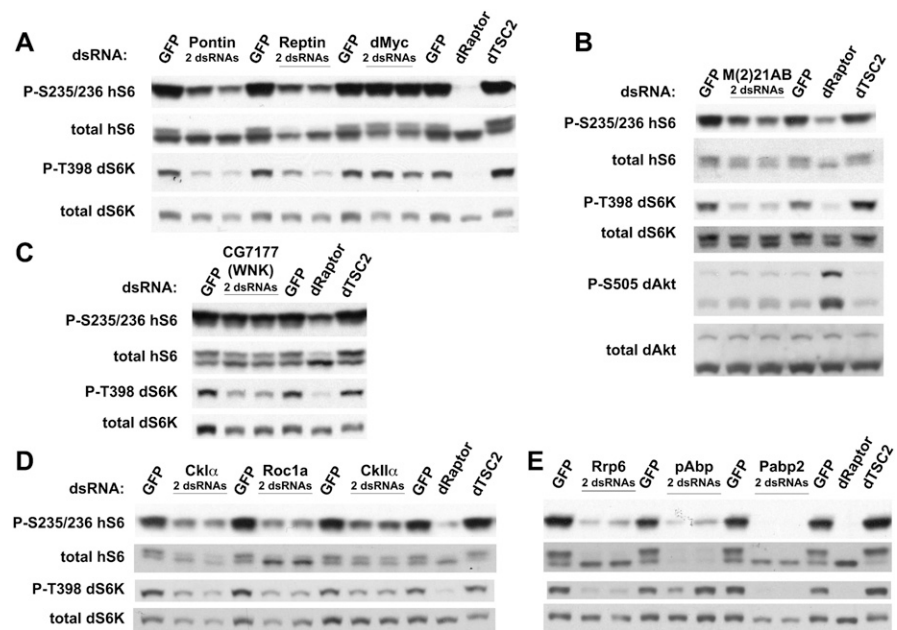 A
dsRNA:
GFP
Pontin
2 dsRNAs
GFP
Reptin
2 dsRNAs
GFP
dMyc
2 dsRNAs
GFP
dRaptor
dTSC2
P-S235/236 hS6
total hS6
P-T398 dS6K
total dS6K
B
dsRNA:
GFP
M(2)21AB
2 dsRNAs
GFP
dRaptor
dTSC2
P-S235/236 hS6
total hS6
P-T398 dS6K
total dS6K
P-S505 dAkt
total dAkt
C
dsRNA:
GFP
CG7177
(WNK)
2 dsRNAs
GFP
dRaptor
dTSC2
P-S235/236 hS6
total hS6
P-T398 dS6K
total dS6K
D
dsRNA:
GFP
CkIα
2 dsRNAs
GFP
Roc1a
2 dsRNAs
GFP
CkIIα
2 dsRNAs
GFP
dRaptor
dTSC2
P-S235/236 hS6
total hS6
P-T398 dS6K
total dS6K
E
GFP
Rrp6
2 dsRNAs
GFP
pAbp
2 dsRNAs
GFP
Pabp2
2 dsRNAs
GFP
dRaptor
dTSC2